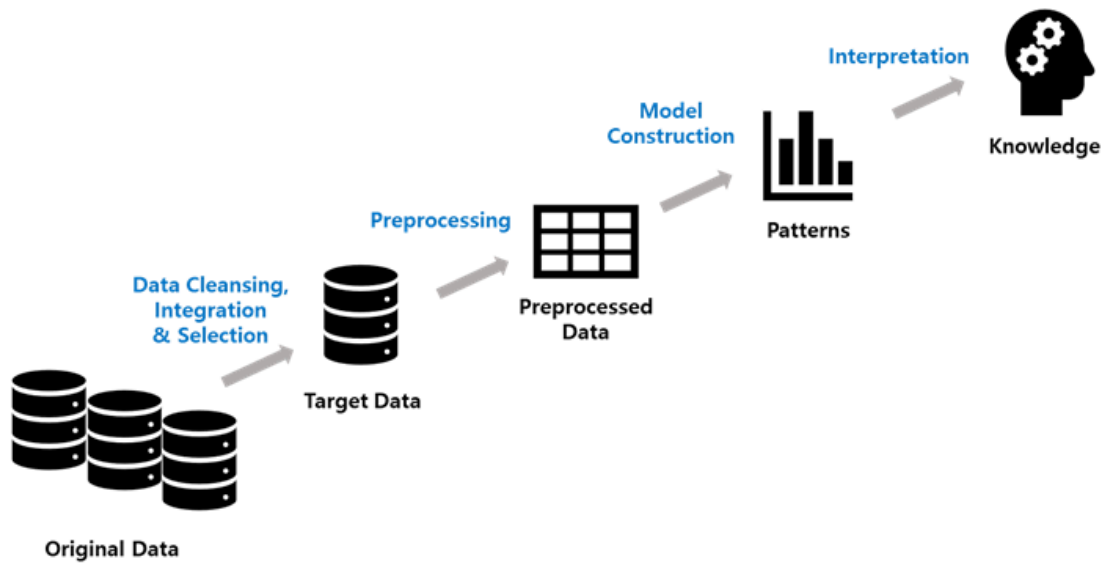 Original Data
Data Cleansing,
Integration
& Selection
Target Data
Preprocessing
Preprocessed
Data
Model
Construction
Patterns
Interpretation
Knowledge